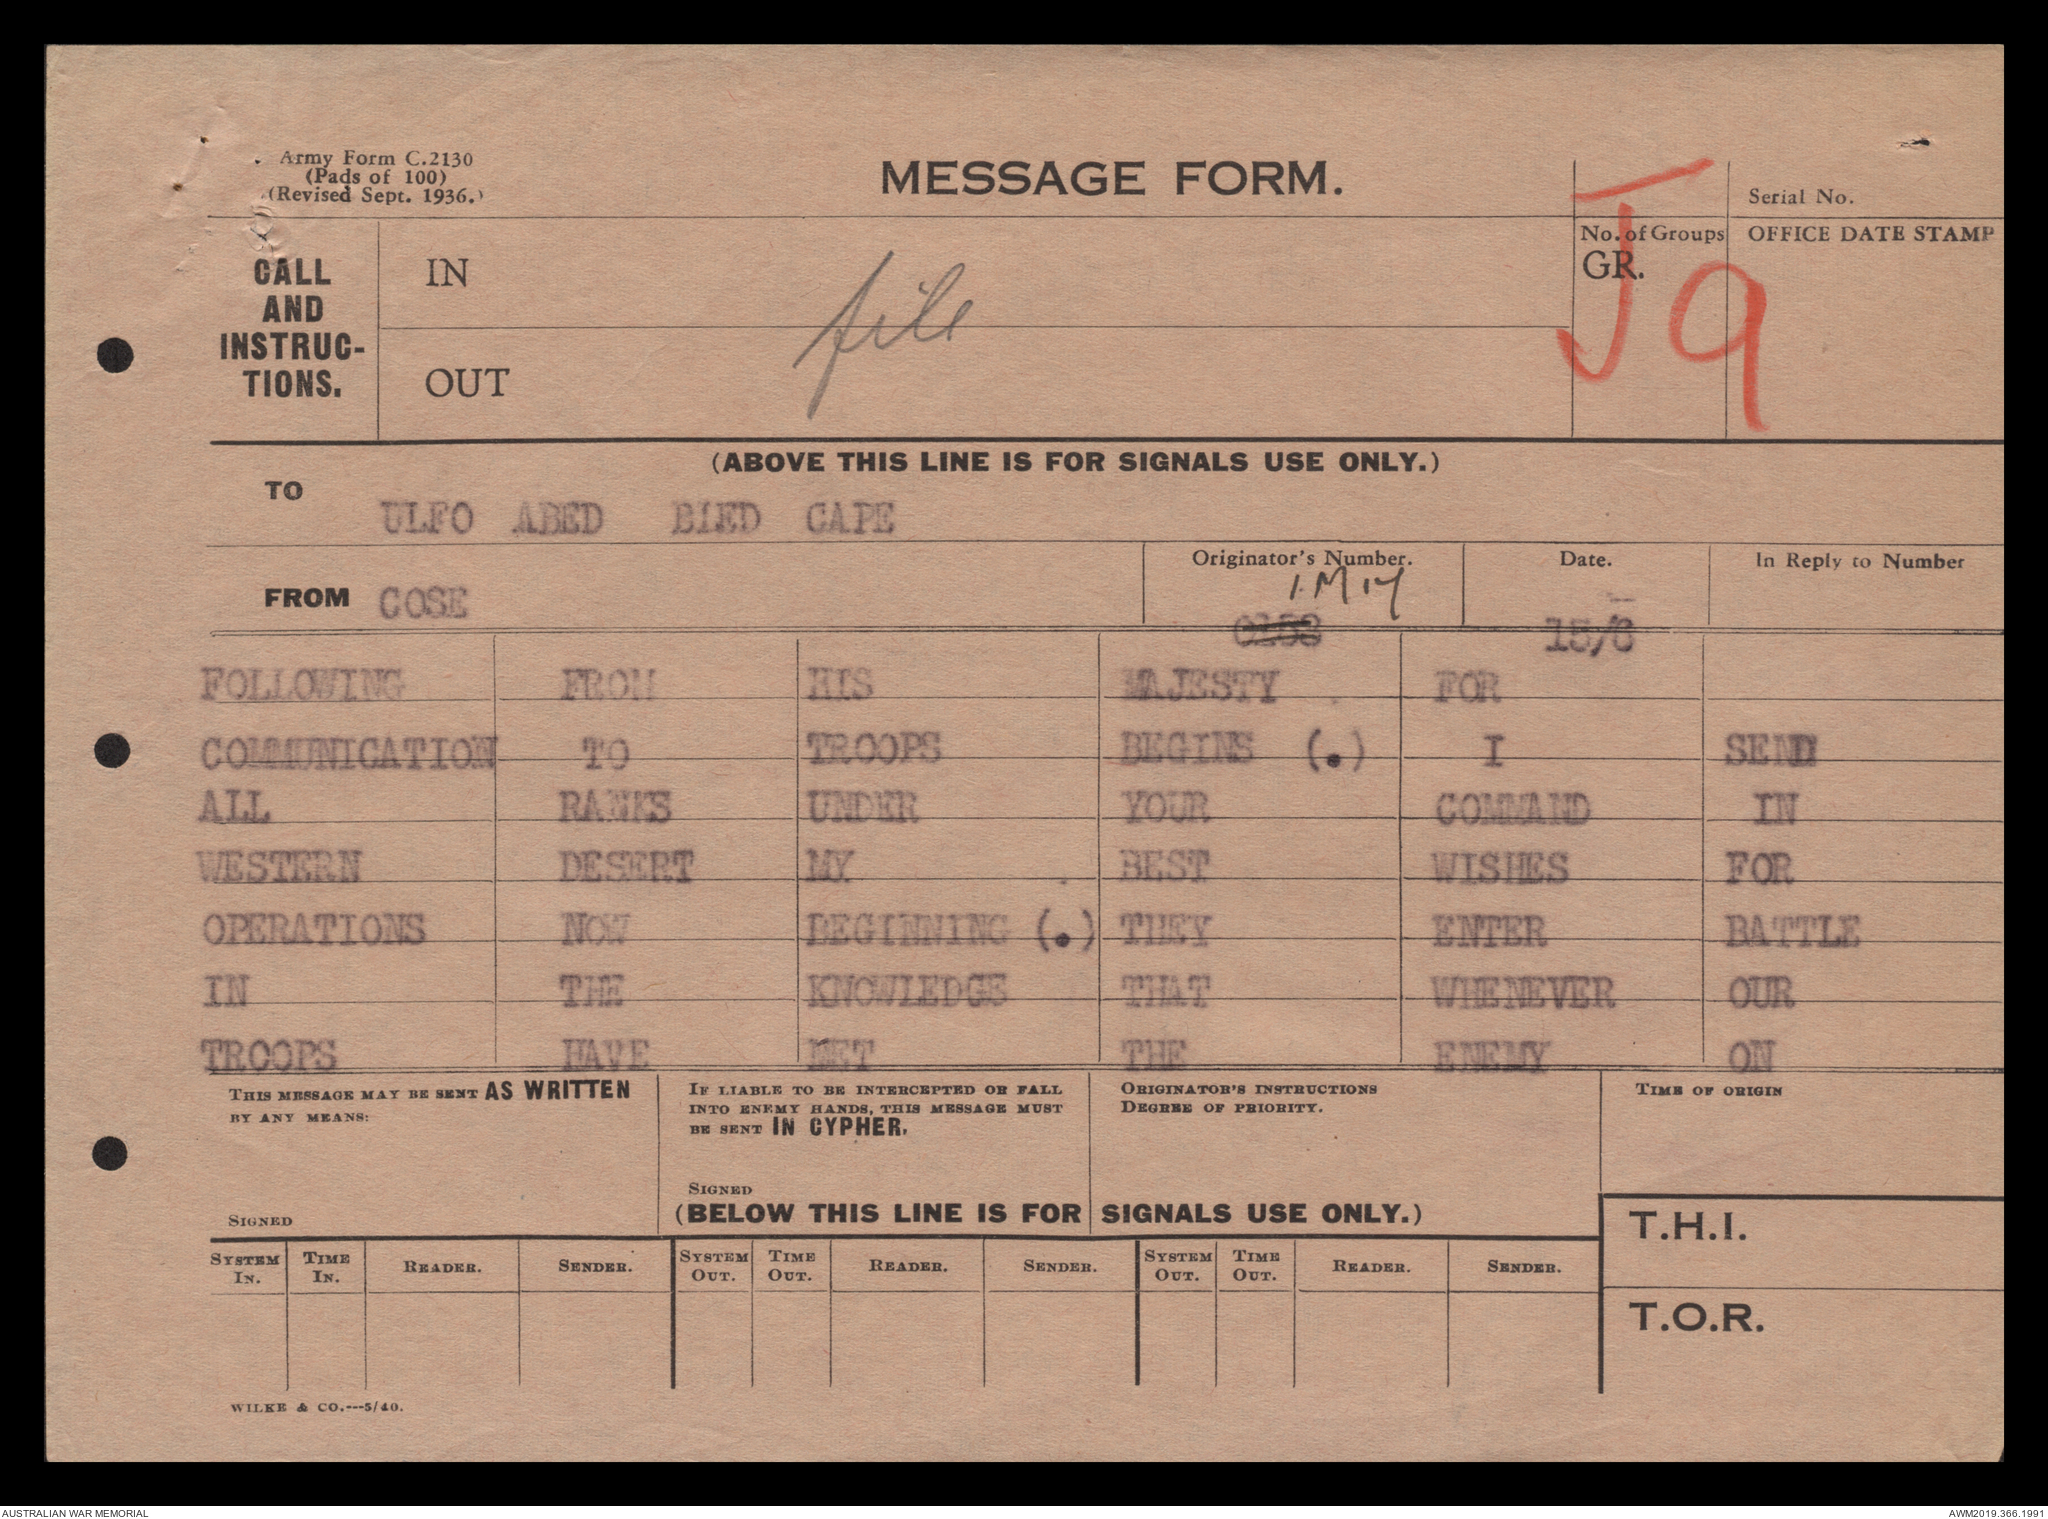 Army Form C.2130
(Pads of 100)
(Revised Sept. 1936.)
MESSAGE FORM.
J9
Serial No.
CALL AND INSTRUC-TIONS.
IN
file
No. of Groups
GR.
OFFICE DATE STAMP
OUT
(ABOVE THIS LINE IS FOR SIGNALS USE ONLY.)
TO
ULFO ABED BIED CAPE
FROM COSE
Originator's Number.
1.M 14
Date.
15/6
In Reply to Number
FOLLOWING FROM HIS MAJESTY FOR
COMMUNICATION TO TROOPS BEGINS (.) I SEND
ALL RANKS UNDER YOUR COMMAND IN
WESTERN DESERT MY BEST WISHES FOR
OPERATIONS NOW BEGINNING (.) THEY ENTER BATTLE
IN THE KNOWLEDGE THAT WHENEVER OUR
TROOPS HAVE MET THE ENEMY ON
THIS MESSAGE MAY BE SENT AS WRITTEN
BY ANY MEANS:
SIGNED
IF LIABLE TO BE INTERCEPTED OR FALL
INTO ENEMY HANDS, THIS MESSAGE MUST
BE SENT IN CYPHER.
SIGNED
ORIGINATOR'S INSTRUCTIONS
DEGREE OF PRIORITY.
TIME OF ORIGIN
(BELOW THIS LINE IS FOR SIGNALS USE ONLY.)
T.H.I.
SYSTEM IN. TIME IN. READER. SENDER. SYSTEM OUT. TIME OUT. READER. SENDER. SYSTEM OUT. TIME OUT. READER. SENDER.
T.O.R.
WILKE & CO.---5/40.
AUSTRALIAN WAR MEMORIAL
AWM2019.366.1991